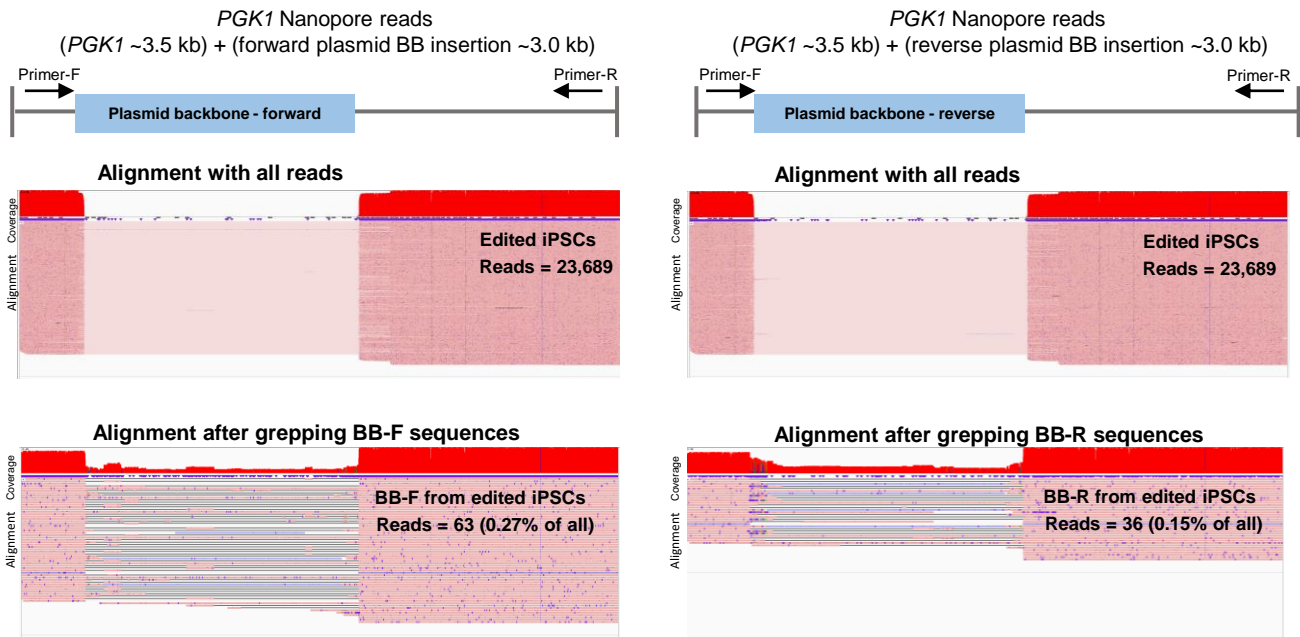 PGK1 Nanopore reads
(PGK1 ~3.5 kb) + (forward plasmid BB insertion ~3.0 kb)
Primer-F
Primer-R
Plasmid backbone - forward
Alignment with all reads
Coverage
Alignment
Edited iPSCs
Reads = 23,689
Alignment after grepping BB-F sequences
Coverage
Alignment
BB-F from edited iPSCs
Reads = 63 (0.27% of all)
PGK1 Nanopore reads
(PGK1 ~3.5 kb) + (reverse plasmid BB insertion ~3.0 kb)
Primer-F
Primer-R
Plasmid backbone - reverse
Alignment with all reads
Coverage
Alignment
Edited iPSCs
Reads = 23,689
Alignment after grepping BB-R sequences
Coverage
Alignment
BB-R from edited iPSCs
Reads = 36 (0.15% of all)